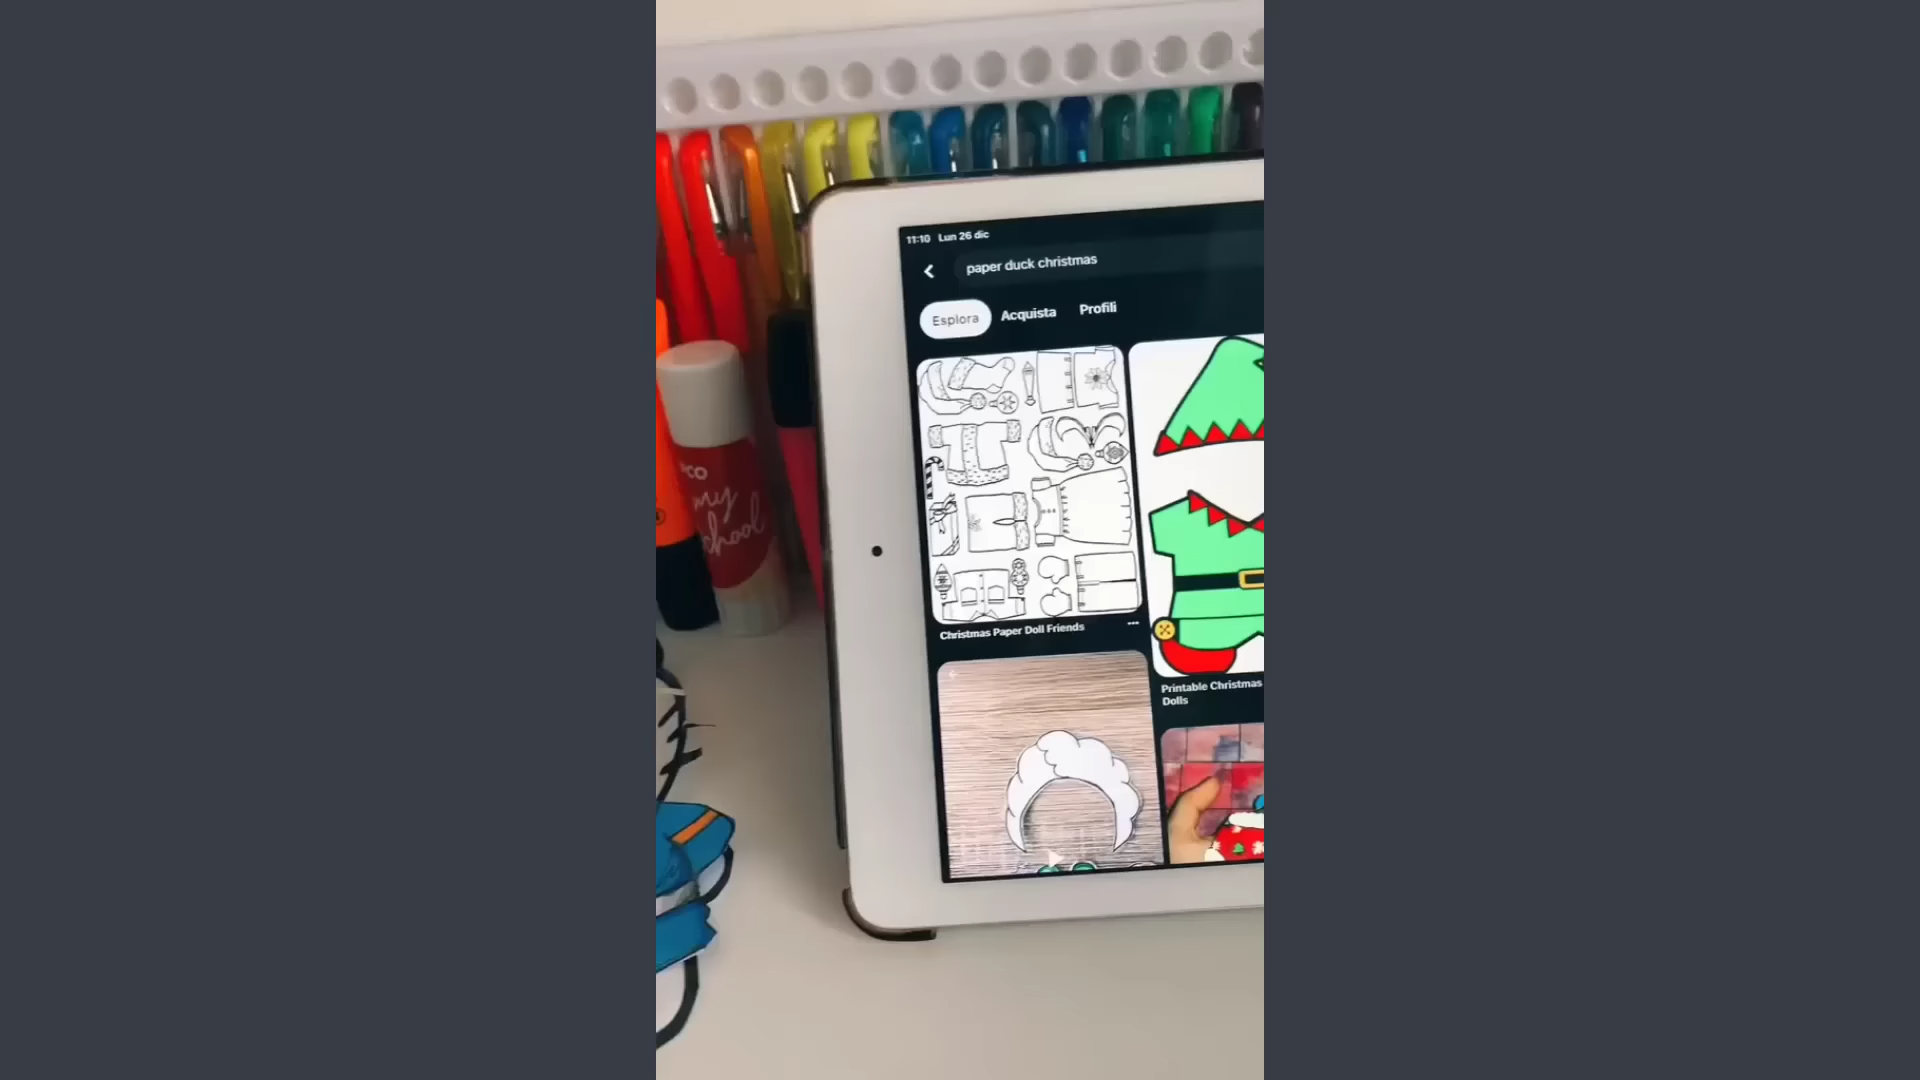 11:10 Lun 26 dic
paper duck christmas
Esplora Acquista Profili
Christmas Paper Doll Friends
Printable Christmas
Dolls
my
school